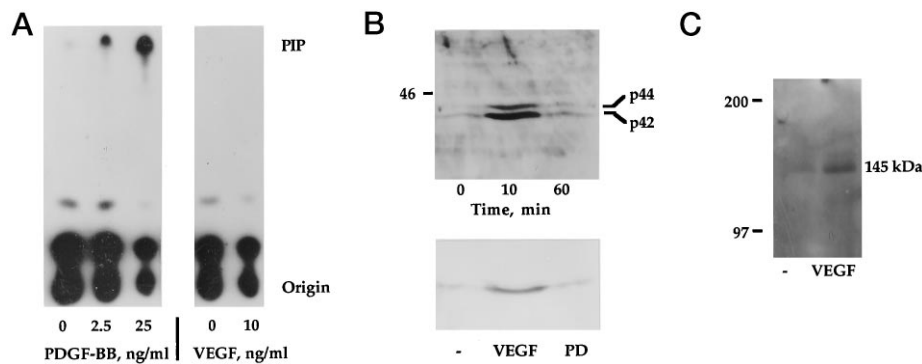 A
PIP
Origin
0 2.5 25 0 10
PDGF-BB, ng/ml VEGF, ng/ml
B
46
p44
p42
0 10 60
Time, min
- VEGF PD
C
200
145 kDa
97
- VEGF